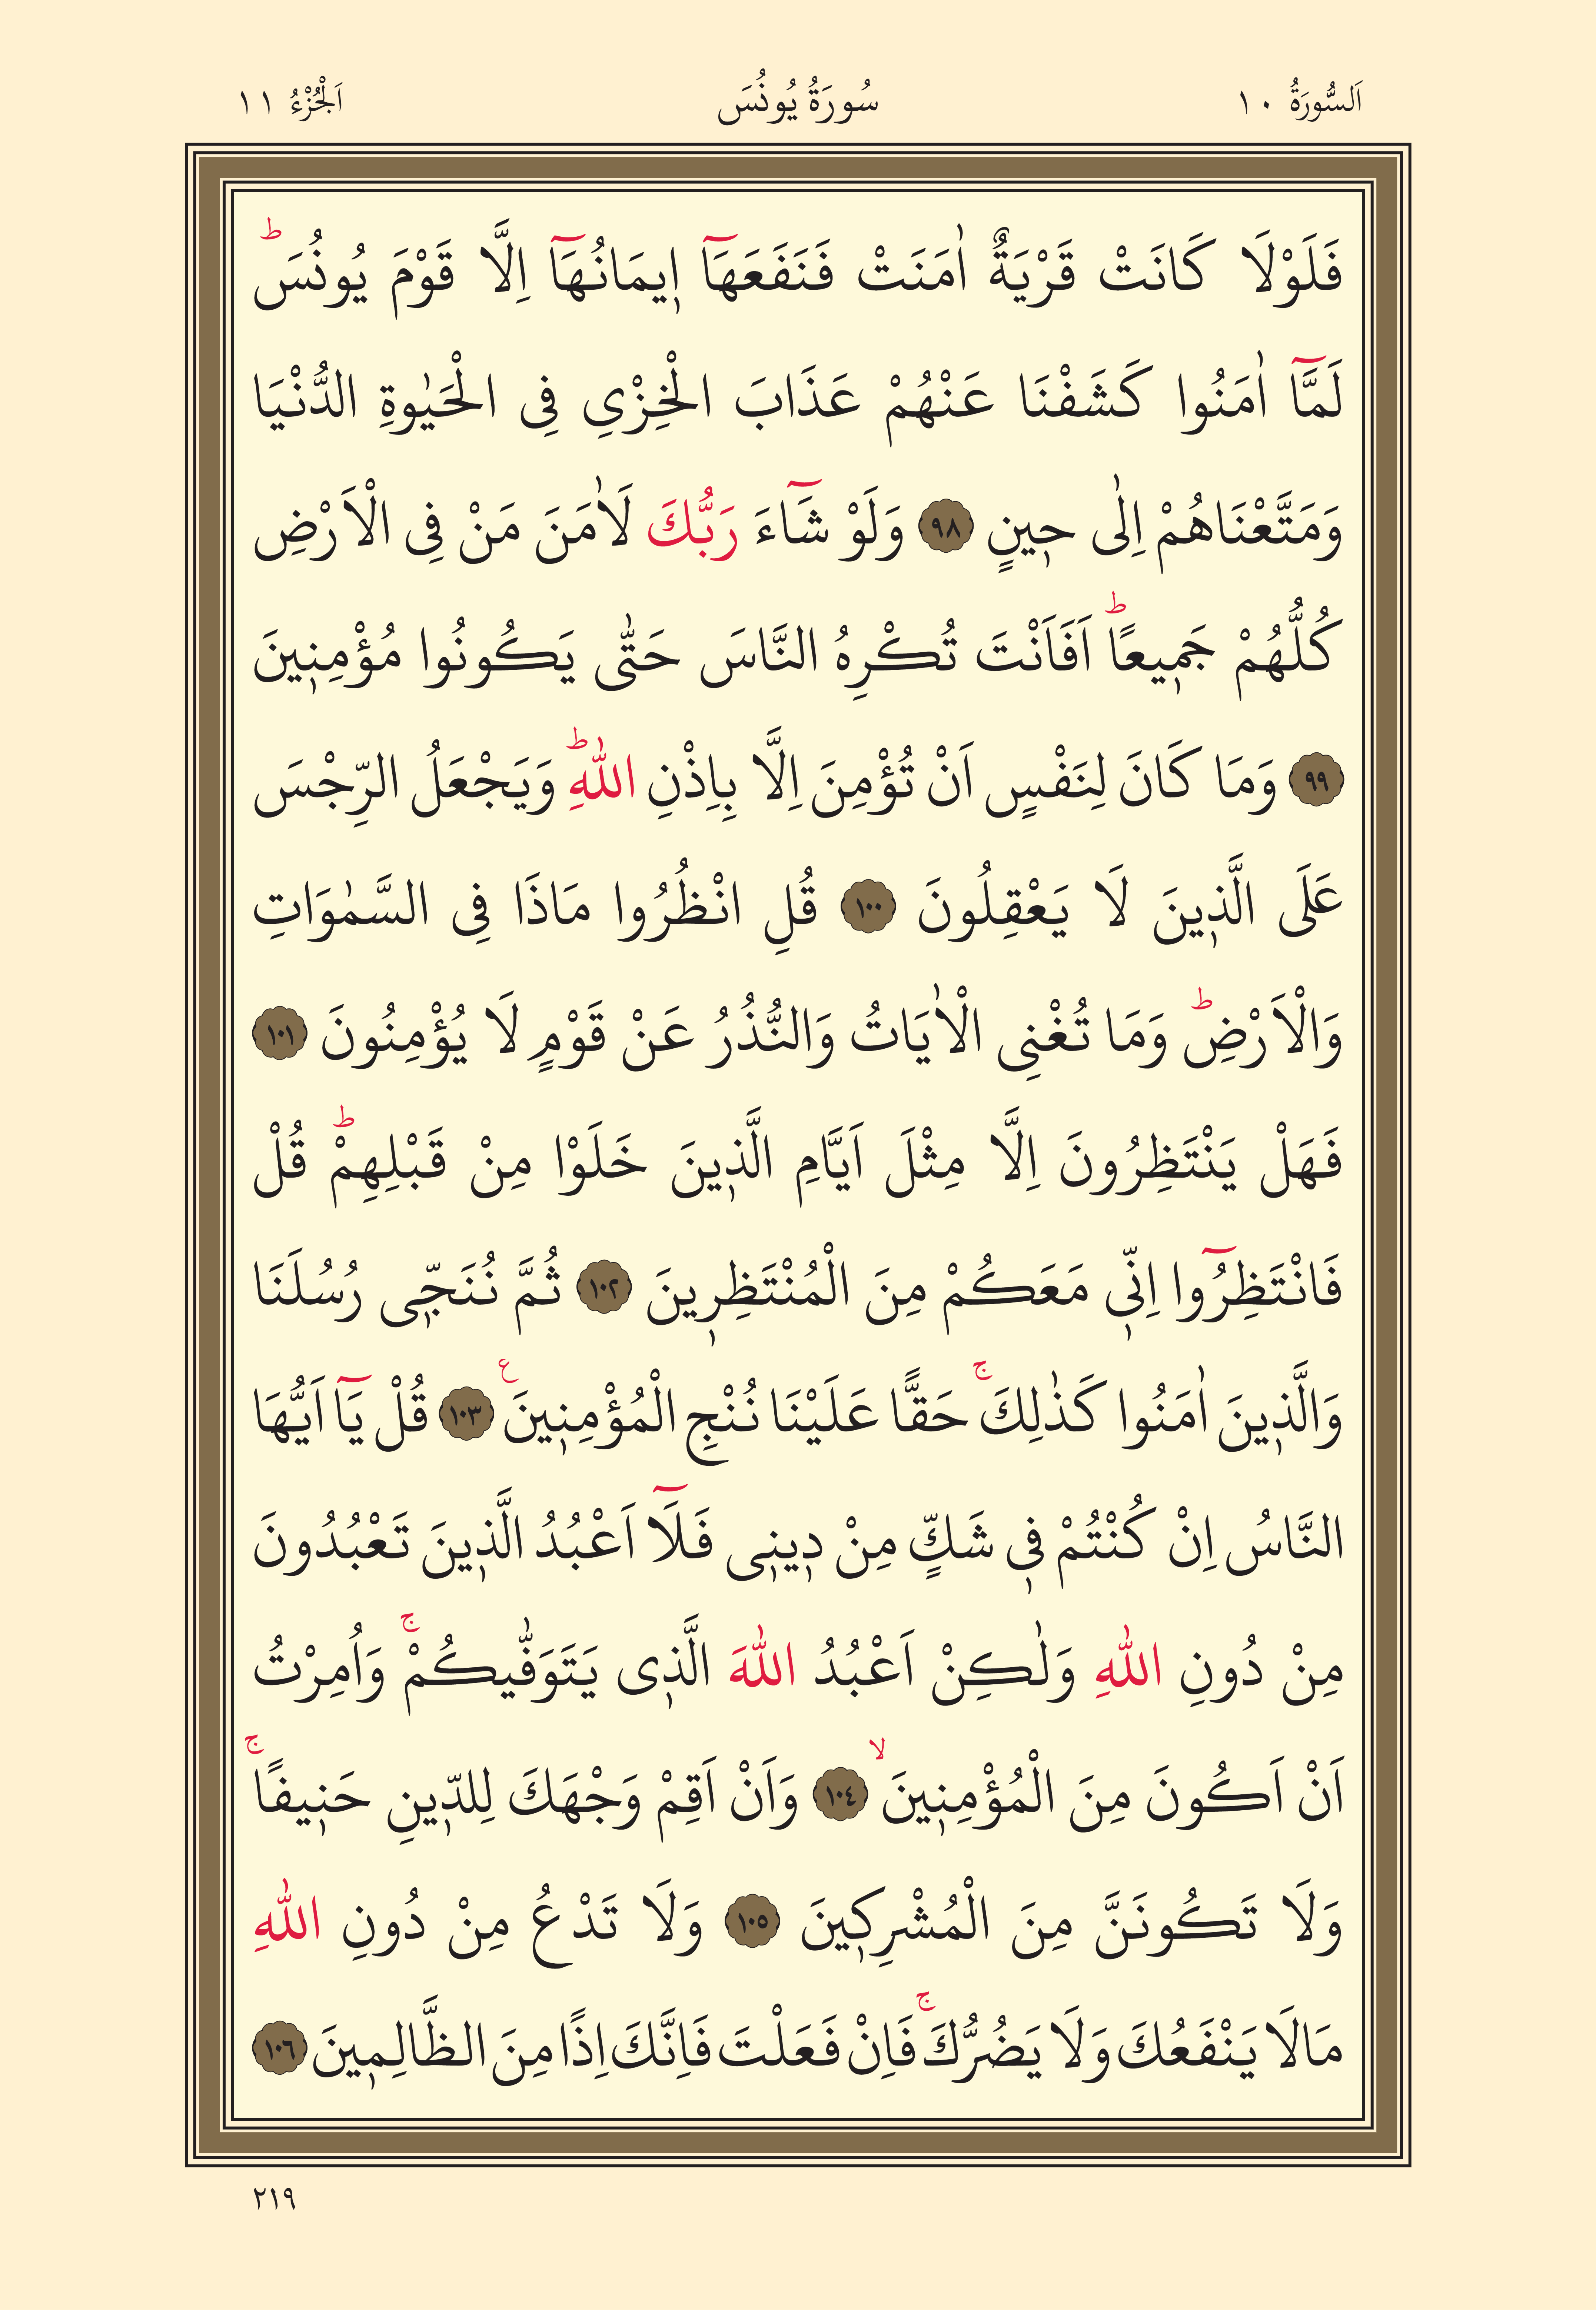 اَلسُّورَةُ ١٠ سُورَةُ يُونُسَ اَلْجُزْءُ ١١
فَلَوْلَا كَانَتْ قَرْيَةٌ اٰمَنَتْ فَنَفَعَهَٓا ا۪يمَانُهَٓا اِلَّا قَوْمَ يُونُسَۜ
لَمَّٓا اٰمَنُوا كَشَفْنَا عَنْهُمْ عَذَابَ الْخِزْيِ فِي الْحَيٰوةِ الدُّنْيَا
وَمَتَّعْنَاهُمْ اِلٰى ح۪ينٍ ٩٨ وَلَوْ شَٓاءَ رَبُّكَ لَاٰمَنَ مَنْ فِي الْاَرْضِ
كُلُّهُمْ جَم۪يعًاۜ اَفَاَنْتَ تُكْرِهُ النَّاسَ حَتّٰى يَكُونُوا مُؤْمِن۪ينَ
٩٩ وَمَا كَانَ لِنَفْسٍ اَنْ تُؤْمِنَ اِلَّا بِاِذْنِ اللّٰهِۜ وَيَجْعَلُ الرِّجْسَ
عَلَى الَّذ۪ينَ لَا يَعْقِلُونَ ١٠٠ قُلِ انْظُرُوا مَاذَا فِي السَّمٰوَاتِ
وَالْاَرْضِۜ وَمَا تُغْنِي الْاٰيَاتُ وَالنُّذُرُ عَنْ قَوْمٍ لَا يُؤْمِنُونَ ١٠١
فَهَلْ يَنْتَظِرُونَ اِلَّا مِثْلَ اَيَّامِ الَّذ۪ينَ خَلَوْا مِنْ قَبْلِهِمْۜ قُلْ
فَانْتَظِرُٓوا اِنّ۪ي مَعَكُمْ مِنَ الْمُنْتَظِر۪ينَ ١٠٢ ثُمَّ نُنَجّ۪ي رُسُلَنَا
وَالَّذ۪ينَ اٰمَنُوا كَذٰلِكَۚ حَقًّا عَلَيْنَا نُنْجِ الْمُؤْمِن۪ينَ ع ١٠٣ قُلْ يَٓا اَيُّهَا
النَّاسُ اِنْ كُنْتُمْ ف۪ي شَكٍّ مِنْ د۪ين۪ي فَلَٓا اَعْبُدُ الَّذ۪ينَ تَعْبُدُونَ
مِنْ دُونِ اللّٰهِ وَلٰكِنْ اَعْبُدُ اللّٰهَ الَّذ۪ي يَتَوَفّٰيكُمْۚ وَاُمِرْتُ
اَنْ اَكُونَ مِنَ الْمُؤْمِن۪ينَۙ ١٠٤ وَاَنْ اَقِمْ وَجْهَكَ لِلدّ۪ينِ حَن۪يفًاۚ
وَلَا تَكُونَنَّ مِنَ الْمُشْرِك۪ينَ ١٠٥ وَلَا تَدْعُ مِنْ دُونِ اللّٰهِ
مَالَا يَنْفَعُكَ وَلَا يَضُرُّكَۚ فَاِنْ فَعَلْتَ فَاِنَّكَ اِذًا مِنَ الظَّالِم۪ينَ ١٠٦
٢١٩